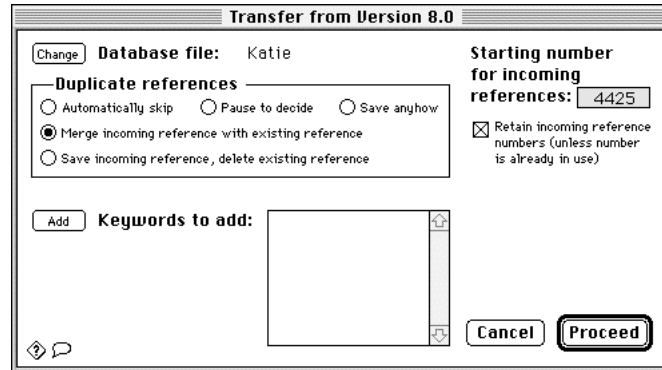 Transfer from Version 8.0
Change Database file: Katie
Duplicate references
Automatically skip Pause to decide Save anyhow
Merge incoming reference with existing reference
Save incoming reference, delete existing reference
Starting number
for incoming
references: 4425
Retain incoming reference
numbers (unless number
is already in use)
Add Keywords to add:
Cancel Proceed
?